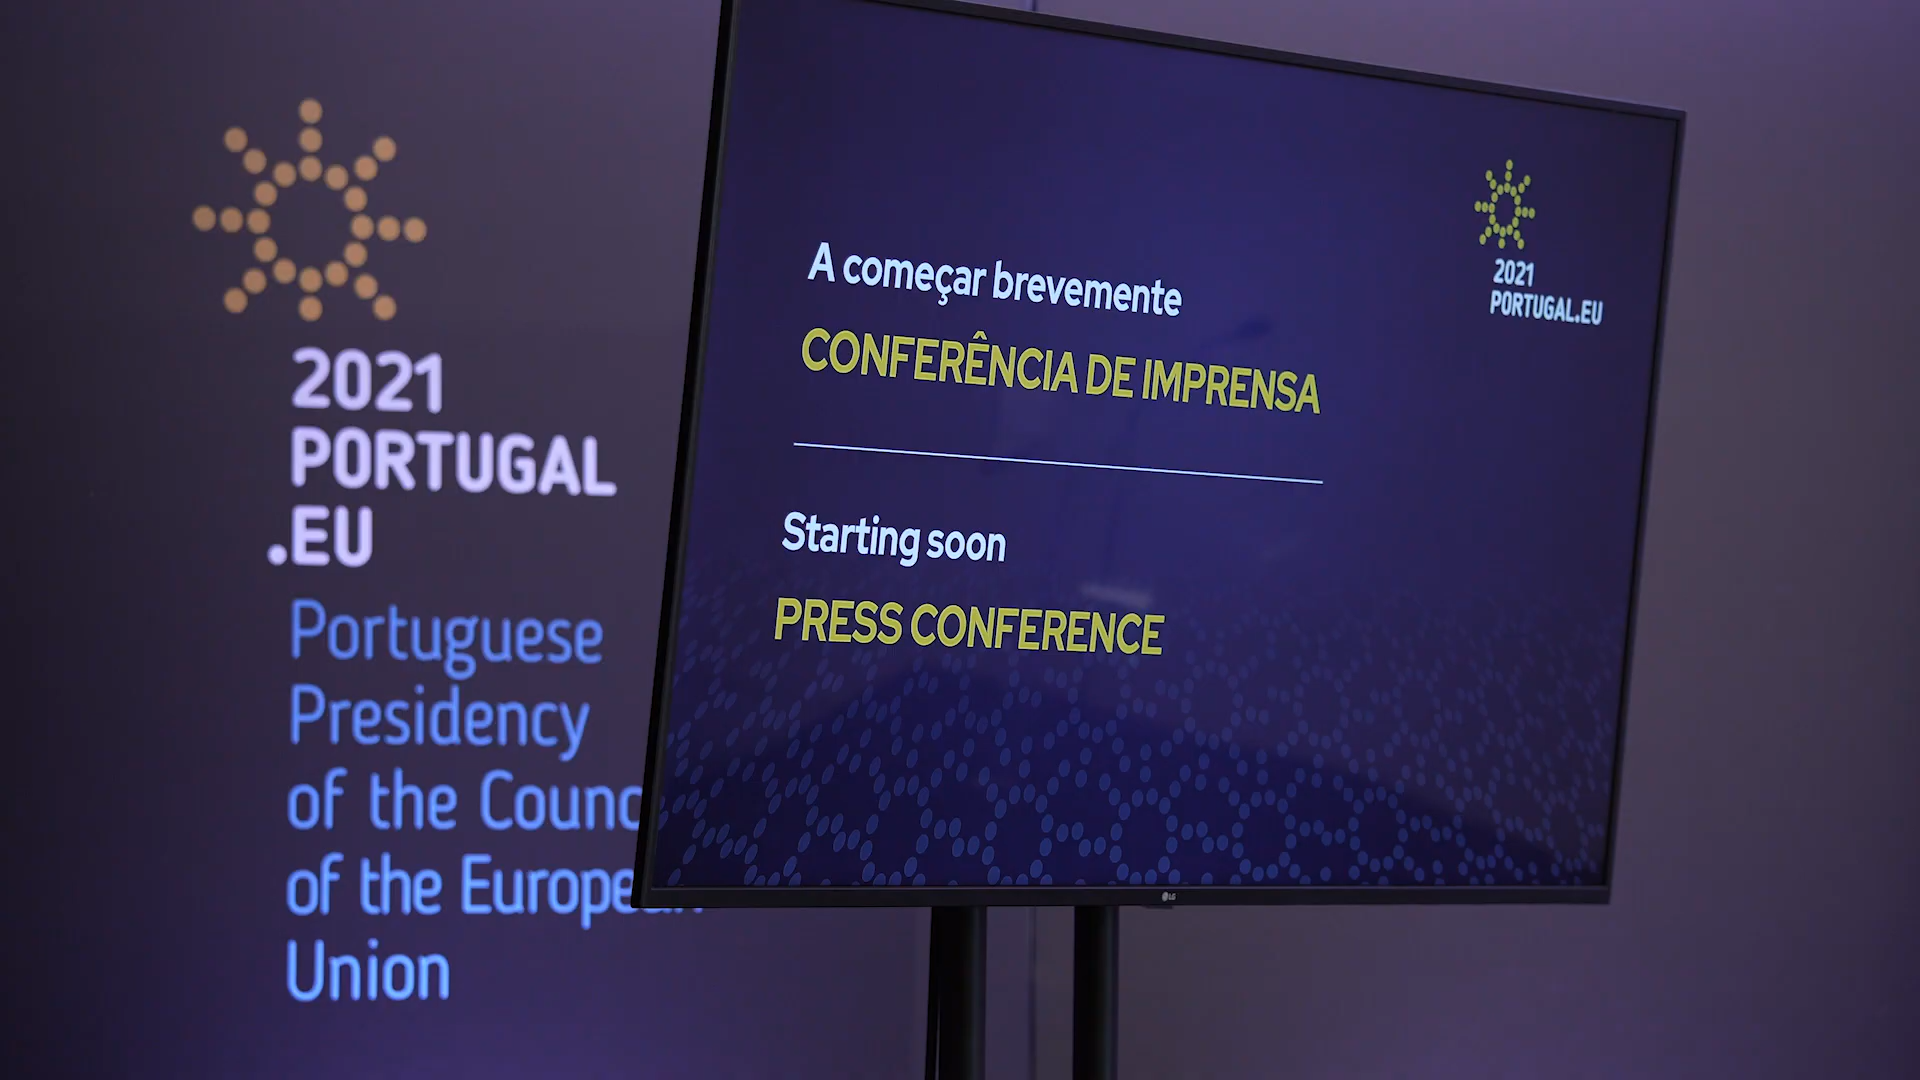 2021
PORTUGAL
.EU
Portuguese
Presidency
of the Counc
of the European
Union
A começar brevemente
CONFERÊNCIA DE IMPRENSA
Starting soon
PRESS CONFERENCE
2021
PORTUGAL.EU
LG